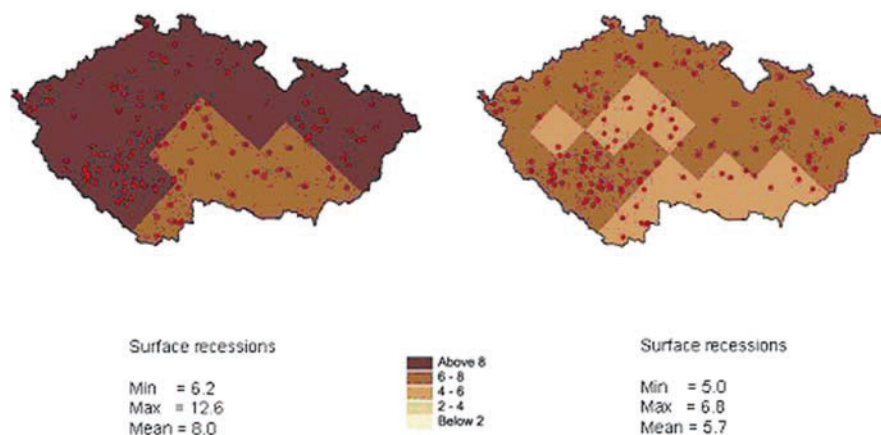 Surface recessions
Min = 6.2
Max = 12.6
Mean = 8.0
Above 8
6 - 8
4 - 6
2 - 4
Below 2
Surface recessions
Min = 5.0
Max = 6.8
Mean = 5.7